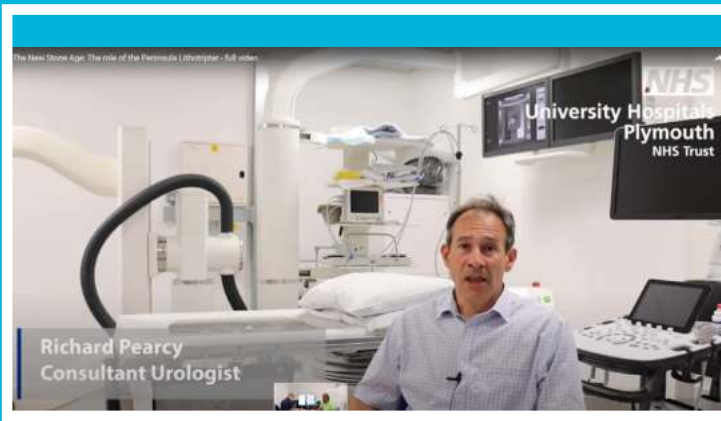 The New Stone Age: The role of the Peninsula Lithotripter - full video
NHS
University Hospitals
Plymouth
NHS Trust
Richard Pearcy
Consultant Urologist